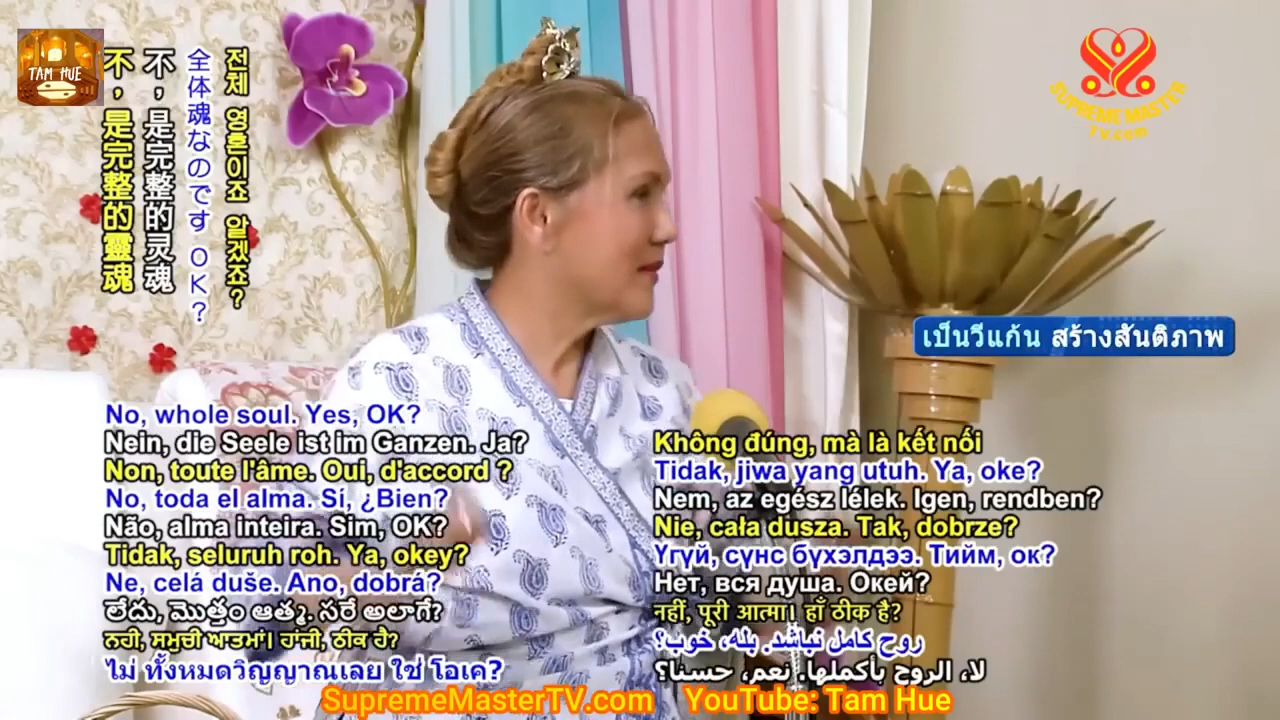 TAM HUE
不，是完整的靈魂
不，是完整的灵魂
全体魂なのです OK?
전체 영혼이죠 알겠죠?
SUPREME MASTER
TV.com
เป็นวีแก้น สร้างสันติภาพ
No, whole soul. Yes, OK?
Nein, die Seele ist im Ganzen. Ja?
Non, toute l'âme. Oui, d'accord ?
No, toda el alma. Sí, ¿Bien?
Não, alma inteira. Sim, OK?
Tidak, seluruh roh. Ya, okey?
Ne, celá duše. Ano, dobrá?
లేదు, మొత్తం ఆత్మ. సరే అలాగే?
ਨਹੀ, ਸਮੁਚੀ ਆਤਮਾਂ। ਹਾਂਜੀ, ਠੀਕ ਹੈ?
ไม่ ทั้งหมดวิญญาณเลย ใช่ โอเค?
Không đúng, mà là kết nối
Tidak, jiwa yang utuh. Ya, oke?
Nem, az egész lélek. Igen, rendben?
Nie, cała dusza. Tak, dobrze?
Үгүй, сүнс бүхэлдээ. Тийм, ок?
Нет, вся душа. Окей?
नहीं, पूरी आत्मा। हाँ ठीक है?
روح کامل نباشد. بله، خوب؟
لا، الروح بأكملها. نعم، حسنا؟
SupremeMasterTV.com YouTube: Tam Hue